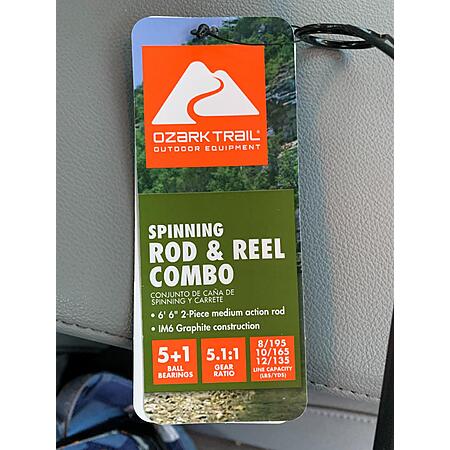 OZARK TRAIL®
OUTDOOR EQUIPMENT
SPINNING
ROD & REEL
COMBO
CONJUNTO DE CAÑA DE
SPINNING Y CARRETE
• 6' 6" 2-Piece medium action rod
• IM6 Graphite construction
5+1
BALL
BEARINGS
5.1:1
GEAR
RATIO
8/195
10/165
12/135
LINE CAPACITY
(LBS/YDS)